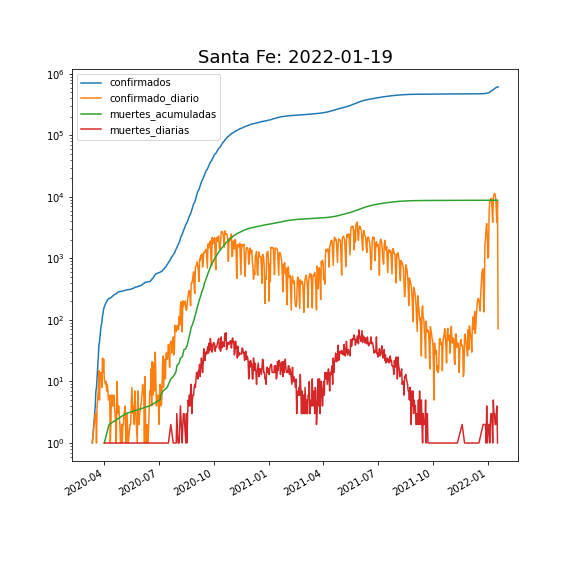 Santa Fe: 2022-01-19
confirmados
confirmado_diario
muertes_acumuladas
muertes_diarias
10^6
10^5
10^4
10^3
10^2
10^1
10^0
2020-04 2020-07 2020-10 2021-01 2021-04 2021-07 2021-10 2022-01